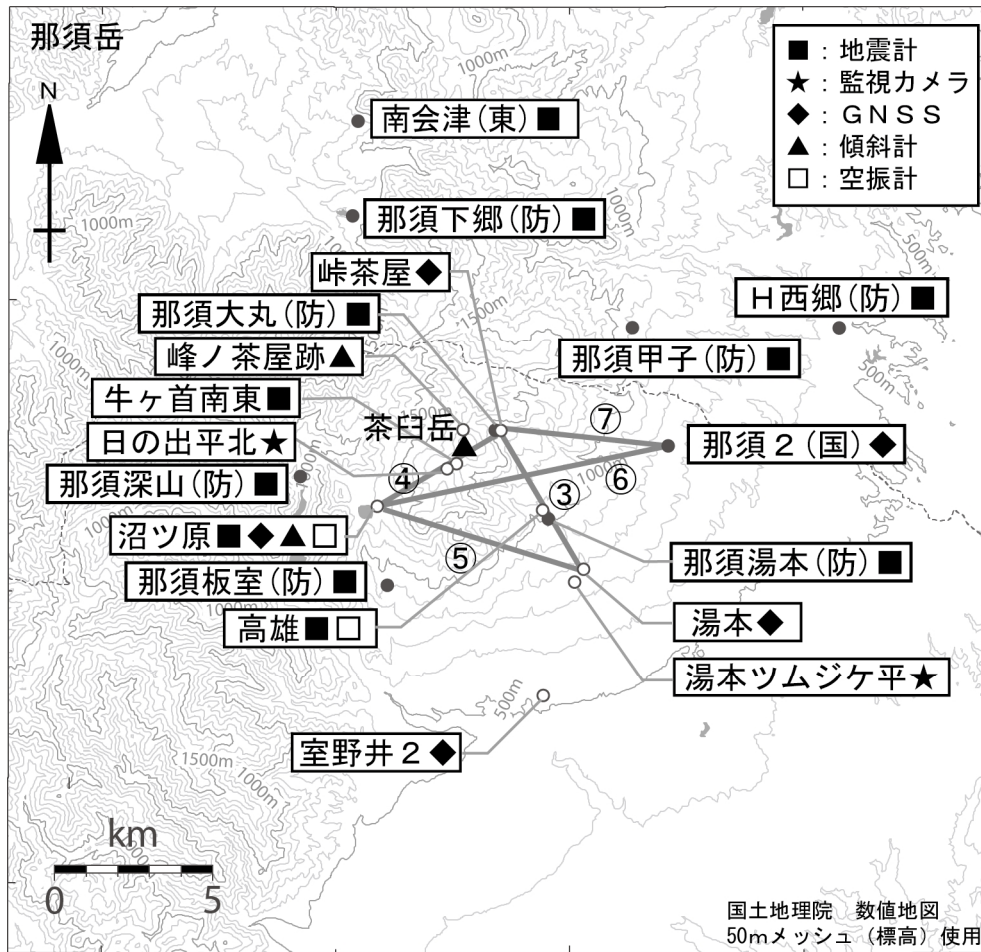 那須岳
N
■：地震計
★：監視カメラ
◆：ＧＮＳＳ
▲：傾斜計
□：空振計
1000m
南会津(東)■
1000m
那須下郷(防)■
1000m
500m
峠茶屋◆
Ｈ西郷(防)■
那須大丸(防)■
1500m
峰ノ茶屋跡▲
那須甲子(防)■
牛ヶ首南東■
茶臼岳
⑦
日の出平北★
那須２(国)◆
④
⑥
1000m
那須深山(防)■
③
沼ツ原■◆▲□
⑤
那須湯本(防)■
那須板室(防)■
1000m
高雄■□
湯本◆
湯本ツムジケ平★
500m
室野井２◆
1500m
1000m
km
0 5
国土地理院　数値地図
50ｍメッシュ（標高）使用